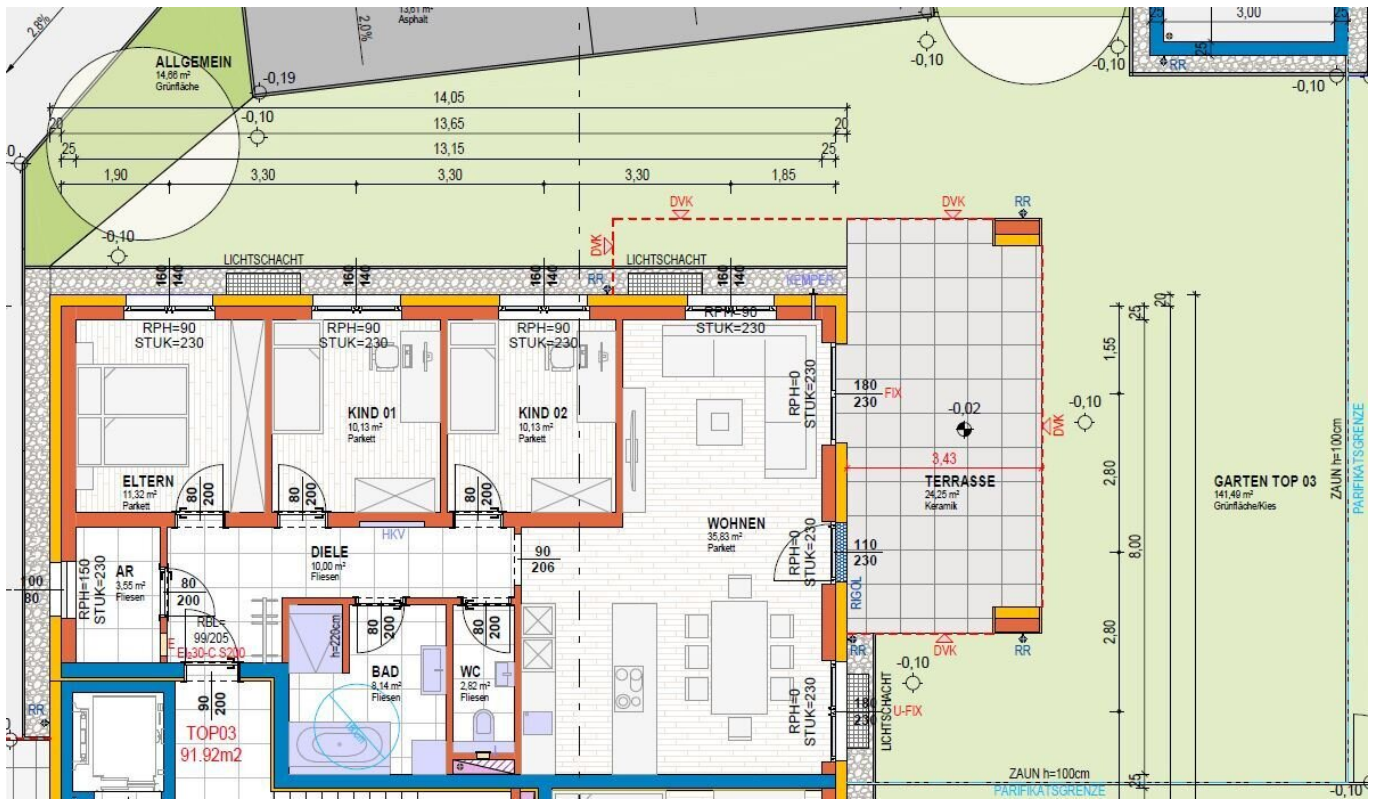 2,8%
13,61 m²
Asphalt
2,0%
25
3,00
25
25
RR
-0,10
-0,10
-0,10
ALLGEMEIN
14,66 m²
Grünfläche
-0,19
-0,10
14,05
20
13,65
20
25
13,15
25
1,90
3,30
3,30
3,30
1,85
-0,10
DVK
DVK
RR
DVK
LICHTSCHACHT
LICHTSCHACHT
160
140
160
140
160
140
160
140
RR
KEMPER
RPH=90
STUK=230
RPH=90
STUK=230
RPH=90
STUK=230
RPH=90
STUK=230
ELTERN
11,32 m²
Parkett
KIND 01
10,13 m²
Parkett
KIND 02
10,13 m²
Parkett
RPH=0
STUK=230
180
230
FIX
-0,02
-0,10
DVK
3,43
TERRASSE
24,25 m²
Keramik
25
20
1,55
2,80
8,00
2,80
25
ZAUN h=100cm
PARIFIKATSGRENZE
GARTEN TOP 03
141,49 m²
Grünfläche/Kies
80
200
80
200
80
200
HKV
WOHNEN
35,83 m²
Parkett
DIELE
10,00 m²
Fliesen
90
206
RPH=0
STUK=230
110
230
RIGOL
100
80
RPH=150
STUK=230
AR
3,55 m²
Fliesen
80
200
RBL=
99/205
E
EI₂30-C S200
h=220cm
80
200
80
200
BAD
8,14 m²
Fliesen
WC
2,82 m²
Fliesen
RR
DVK
RR
-0,10
RPH=0
STUK=230
180
230
U-FIX
LICHTSCHACHT
RR
90
200
TOP03
91.92m2
ZAUN h=100cm
PARIFIKATSGRENZE
-0,10